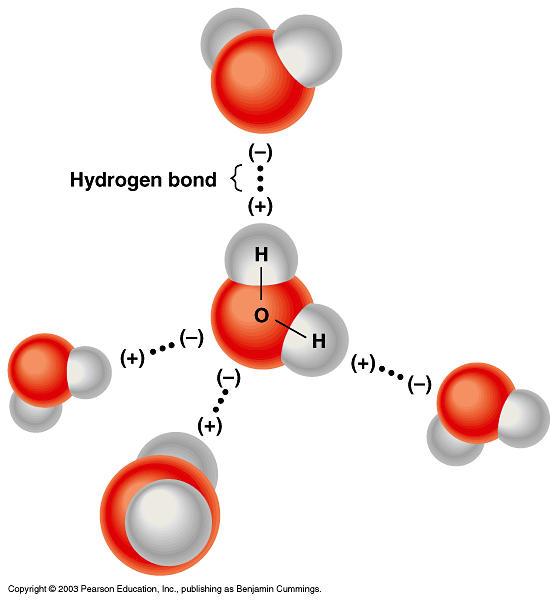 (–)
Hydrogen bond
(+)
H
O
H
(+) (–)
(–)
(+)
(+) (–)
Copyright © 2003 Pearson Education, Inc., publishing as Benjamin Cummings.